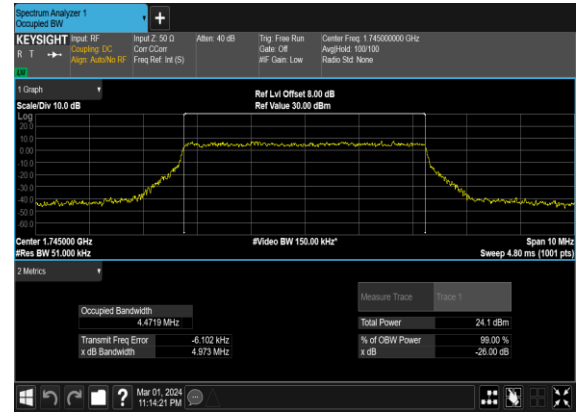 Spectrum Analyzer 1
Occupied BW
+
KEYSIGHT Input: RF Input Z: 50 Ω Atten: 40 dB Trig: Free Run Center Freq: 1.745000000 GHz
Coupling: DC Corr CCorr Gate: Off Avg|Hold: 100/100
R T Align: Auto/No RF Freq Ref: Int (S) #IF Gain: Low Radio Std: None
LVI
1 Graph
Ref Lvl Offset 8.00 dB
Scale/Div 10.0 dB Ref Value 30.00 dBm
Log
20.0
10.0
0.00
-10.0
-20.0
-30.0
-40.0
-50.0
-60.0
Center 1.745000 GHz #Video BW 150.00 kHz* Span 10 MHz
#Res BW 51.000 kHz Sweep 4.80 ms (1001 pts)
2 Metrics
Measure Trace Trace 1
Occupied Bandwidth
4.4719 MHz
Total Power 24.1 dBm
Transmit Freq Error -6.102 kHz % of OBW Power 99.00 %
x dB Bandwidth 4.973 MHz x dB -26.00 dB
? Mar 01, 2024
11:14:21 PM